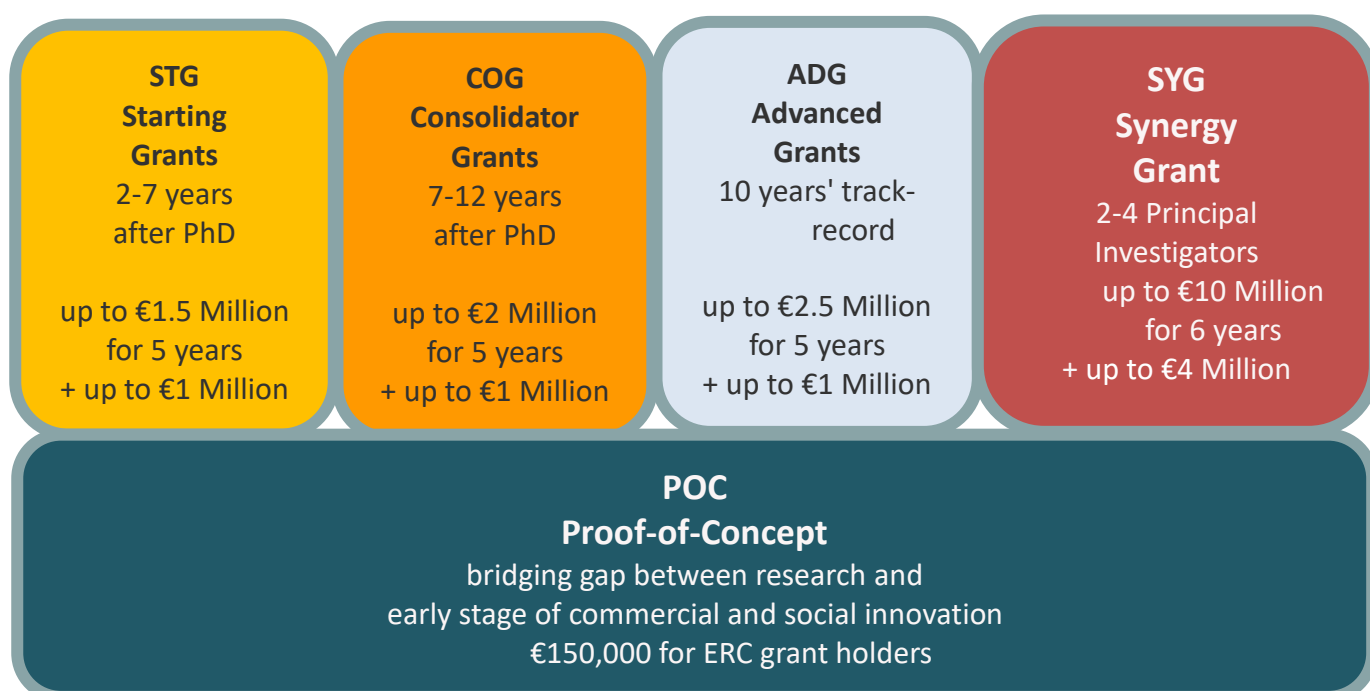 STG
Starting
Grants
2-7 years
after PhD
up to €1.5 Million
for 5 years
+ up to €1 Million
COG
Consolidator
Grants
7-12 years
after PhD
up to €2 Million
for 5 years
+ up to €1 Million
ADG
Advanced
Grants
10 years' track-
record
up to €2.5 Million
for 5 years
+ up to €1 Million
SYG
Synergy
Grant
2-4 Principal
Investigators
up to €10 Million
for 6 years
+ up to €4 Million
POC
Proof-of-Concept
bridging gap between research and
early stage of commercial and social innovation
€150,000 for ERC grant holders